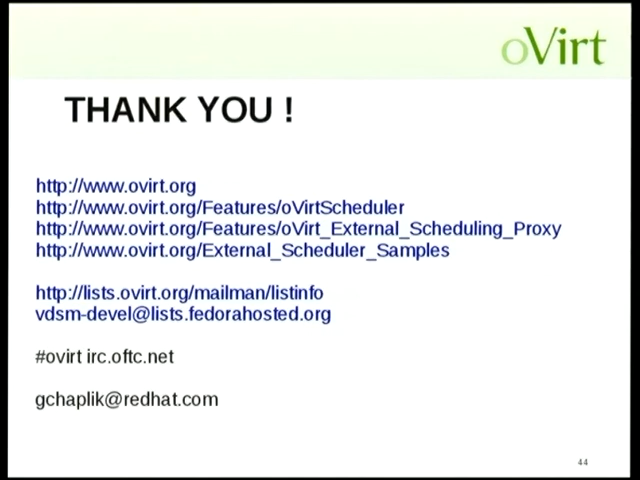 oVirt
THANK YOU !
http://www.ovirt.org
http://www.ovirt.org/Features/oVirtScheduler
http://www.ovirt.org/Features/oVirt_External_Scheduling_Proxy
http://www.ovirt.org/External_Scheduler_Samples
http://lists.ovirt.org/mailman/listinfo
vdsm-devel@lists.fedorahosted.org
#ovirt irc.oftc.net
gchaplik@redhat.com
44